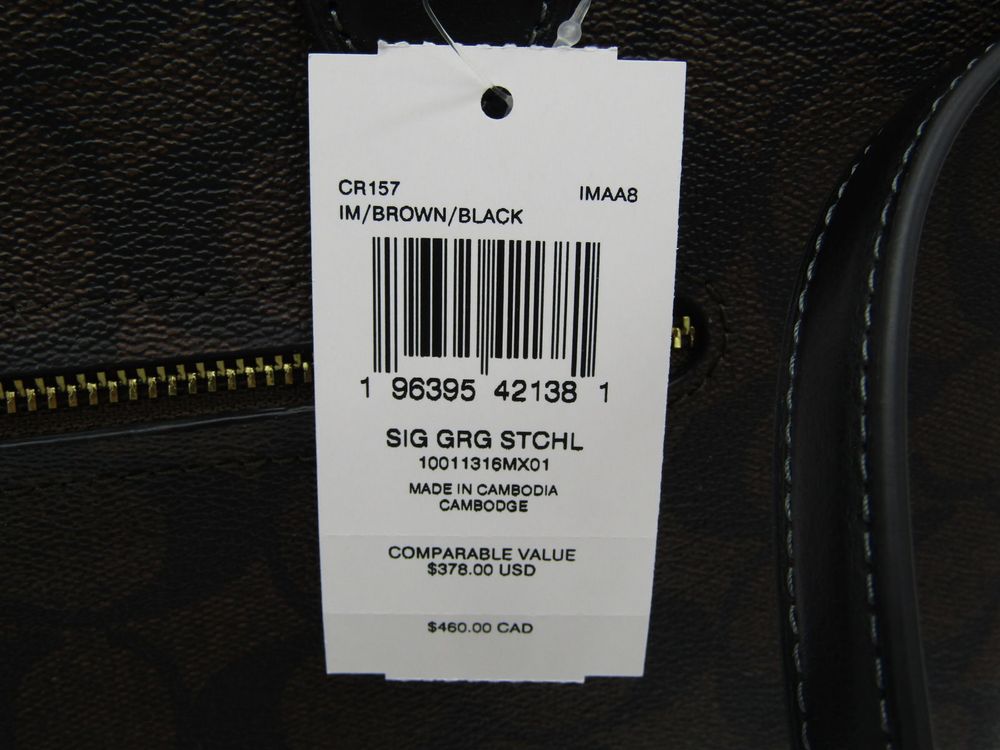 CR157 IMAA8
IM/BROWN/BLACK
1 96395 42138 1
SIG GRG STCHL
10011316MX01
MADE IN CAMBODIA
CAMBODGE
COMPARABLE VALUE
$378.00 USD
$460.00 CAD